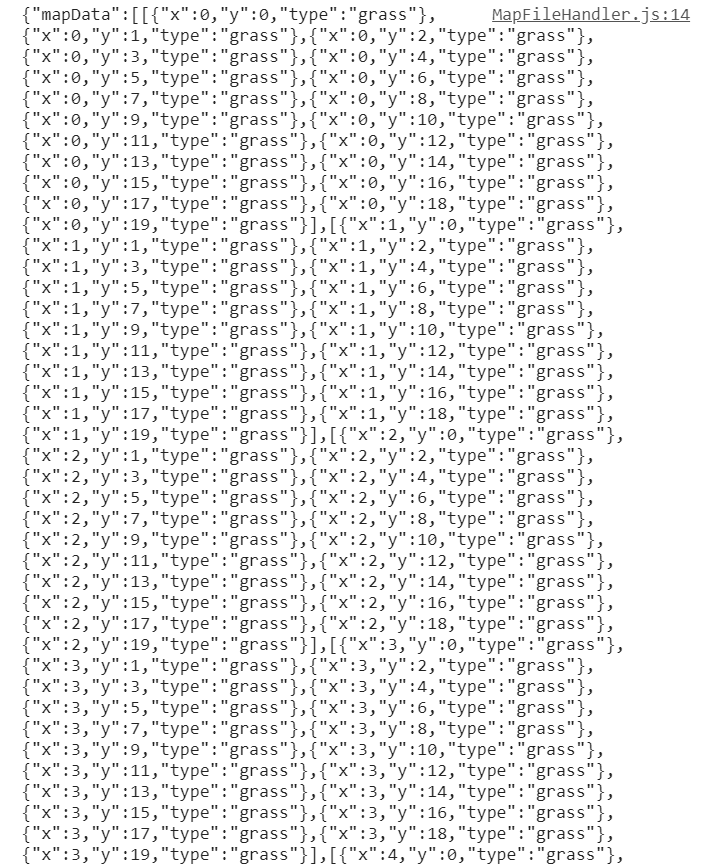 {"mapData":[[{"x":0,"y":0,"type":"grass"}, MapFileHandler.js:14
{"x":0,"y":1,"type":"grass"},{"x":0,"y":2,"type":"grass"},
{"x":0,"y":3,"type":"grass"},{"x":0,"y":4,"type":"grass"},
{"x":0,"y":5,"type":"grass"},{"x":0,"y":6,"type":"grass"},
{"x":0,"y":7,"type":"grass"},{"x":0,"y":8,"type":"grass"},
{"x":0,"y":9,"type":"grass"},{"x":0,"y":10,"type":"grass"},
{"x":0,"y":11,"type":"grass"},{"x":0,"y":12,"type":"grass"},
{"x":0,"y":13,"type":"grass"},{"x":0,"y":14,"type":"grass"},
{"x":0,"y":15,"type":"grass"},{"x":0,"y":16,"type":"grass"},
{"x":0,"y":17,"type":"grass"},{"x":0,"y":18,"type":"grass"},
{"x":0,"y":19,"type":"grass"}],[{"x":1,"y":0,"type":"grass"},
{"x":1,"y":1,"type":"grass"},{"x":1,"y":2,"type":"grass"},
{"x":1,"y":3,"type":"grass"},{"x":1,"y":4,"type":"grass"},
{"x":1,"y":5,"type":"grass"},{"x":1,"y":6,"type":"grass"},
{"x":1,"y":7,"type":"grass"},{"x":1,"y":8,"type":"grass"},
{"x":1,"y":9,"type":"grass"},{"x":1,"y":10,"type":"grass"},
{"x":1,"y":11,"type":"grass"},{"x":1,"y":12,"type":"grass"},
{"x":1,"y":13,"type":"grass"},{"x":1,"y":14,"type":"grass"},
{"x":1,"y":15,"type":"grass"},{"x":1,"y":16,"type":"grass"},
{"x":1,"y":17,"type":"grass"},{"x":1,"y":18,"type":"grass"},
{"x":1,"y":19,"type":"grass"}],[{"x":2,"y":0,"type":"grass"},
{"x":2,"y":1,"type":"grass"},{"x":2,"y":2,"type":"grass"},
{"x":2,"y":3,"type":"grass"},{"x":2,"y":4,"type":"grass"},
{"x":2,"y":5,"type":"grass"},{"x":2,"y":6,"type":"grass"},
{"x":2,"y":7,"type":"grass"},{"x":2,"y":8,"type":"grass"},
{"x":2,"y":9,"type":"grass"},{"x":2,"y":10,"type":"grass"},
{"x":2,"y":11,"type":"grass"},{"x":2,"y":12,"type":"grass"},
{"x":2,"y":13,"type":"grass"},{"x":2,"y":14,"type":"grass"},
{"x":2,"y":15,"type":"grass"},{"x":2,"y":16,"type":"grass"},
{"x":2,"y":17,"type":"grass"},{"x":2,"y":18,"type":"grass"},
{"x":2,"y":19,"type":"grass"}],[{"x":3,"y":0,"type":"grass"},
{"x":3,"y":1,"type":"grass"},{"x":3,"y":2,"type":"grass"},
{"x":3,"y":3,"type":"grass"},{"x":3,"y":4,"type":"grass"},
{"x":3,"y":5,"type":"grass"},{"x":3,"y":6,"type":"grass"},
{"x":3,"y":7,"type":"grass"},{"x":3,"y":8,"type":"grass"},
{"x":3,"y":9,"type":"grass"},{"x":3,"y":10,"type":"grass"},
{"x":3,"y":11,"type":"grass"},{"x":3,"y":12,"type":"grass"},
{"x":3,"y":13,"type":"grass"},{"x":3,"y":14,"type":"grass"},
{"x":3,"y":15,"type":"grass"},{"x":3,"y":16,"type":"grass"},
{"x":3,"y":17,"type":"grass"},{"x":3,"y":18,"type":"grass"},
{"x":3,"y":19,"type":"grass"}],[{"x":4,"y":0,"type":"grass"},